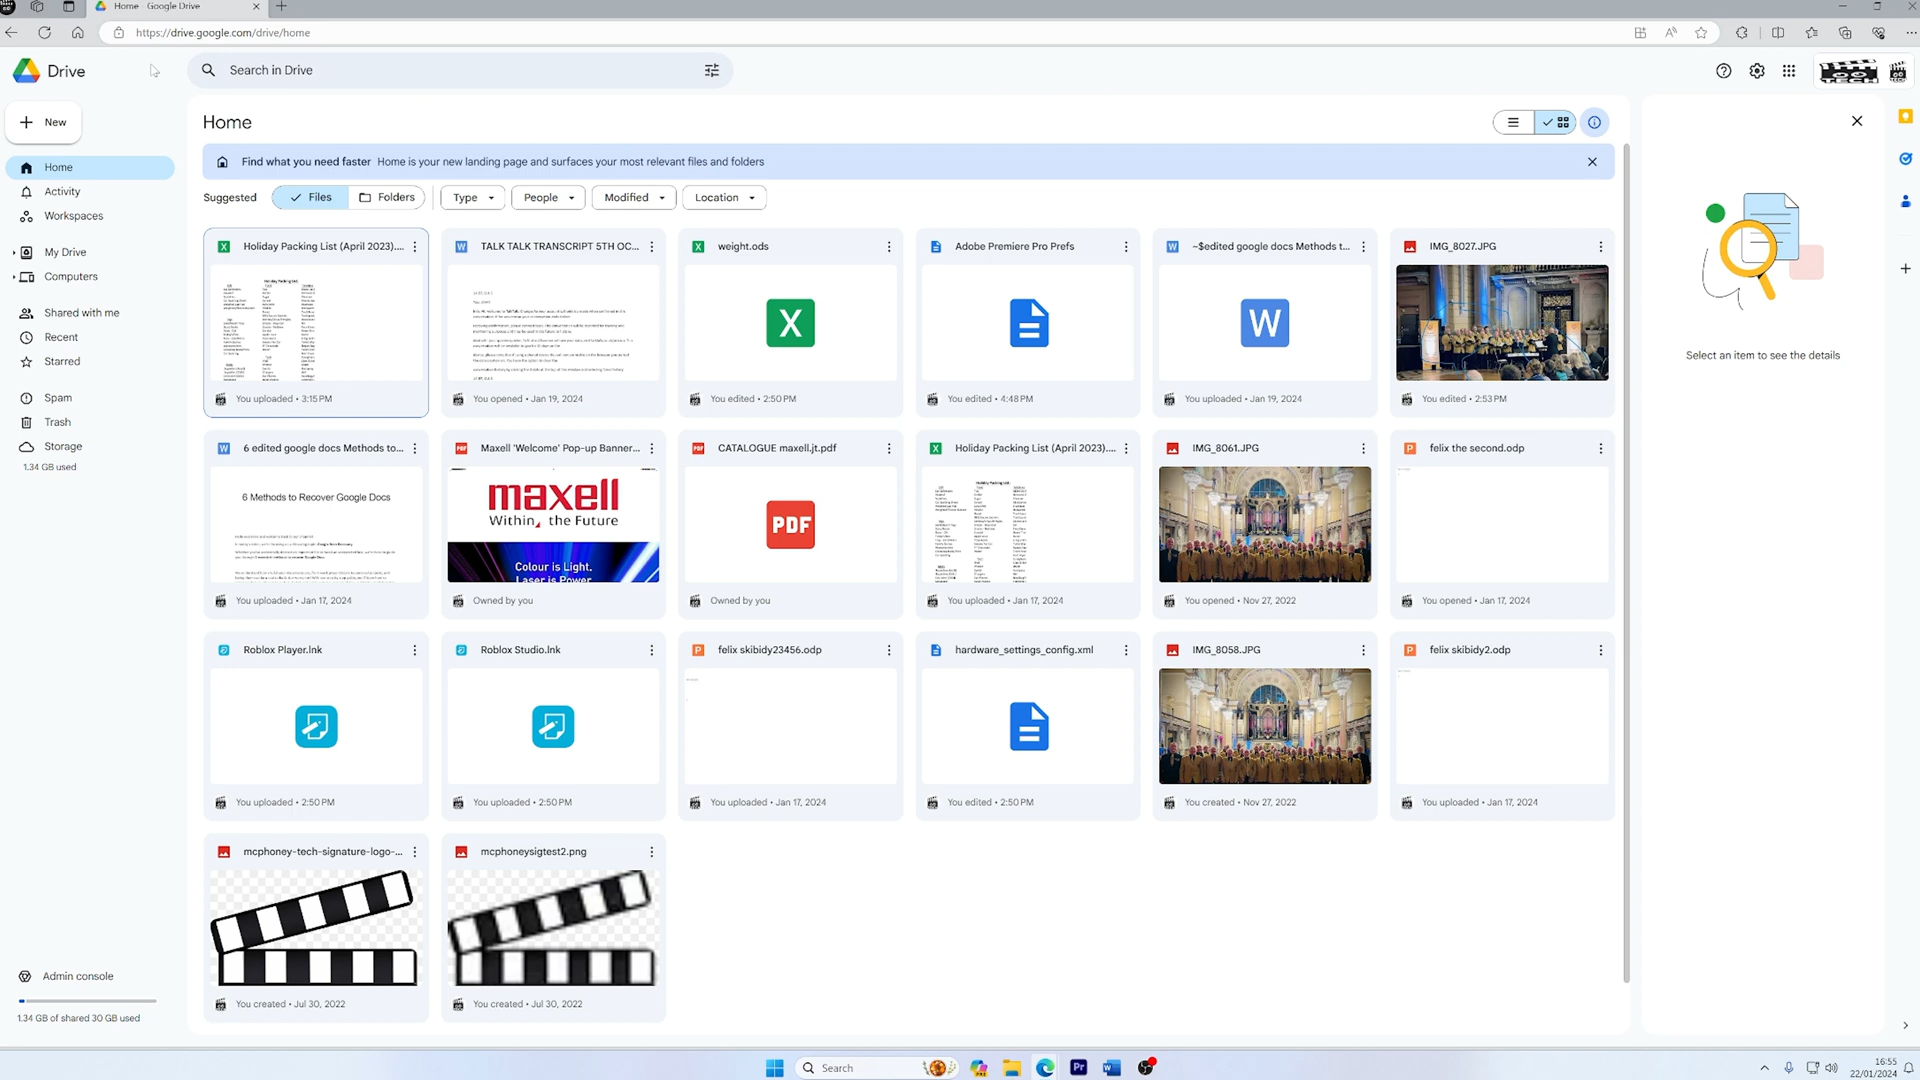 Home - Google Drive
https://drive.google.com/drive/home
Drive
Search in Drive
New
Home
Activity
Workspaces
My Drive
Computers
Shared with me
Recent
Starred
Spam
Trash
Storage
1.34 GB used
Admin console
1.34 GB of shared 30 GB used
Home
Find what you need faster Home is your new landing page and surfaces your most relevant files and folders
Suggested Files Folders Type People Modified Location
Holiday Packing List (April 2023)....
You uploaded • 3:15 PM
TALK TALK TRANSCRIPT 5TH OC...
You opened • Jan 19, 2024
weight.ods
X
You edited • 2:50 PM
Adobe Premiere Pro Prefs
You edited • 4:48 PM
~$edited google docs Methods t...
W
You uploaded • Jan 19, 2024
IMG_8027.JPG
You edited • 2:53 PM
6 edited google docs Methods to...
6 Methods to Recover Google Docs
You uploaded • Jan 17, 2024
Maxell 'Welcome' Pop-up Banner...
maxell
Within, the Future
Colour is Light.
Laser is Power
Owned by you
CATALOGUE maxell.jt.pdf
PDF
Owned by you
Holiday Packing List (April 2023)....
You uploaded • Jan 17, 2024
IMG_8061.JPG
You opened • Nov 27, 2022
felix the second.odp
You opened • Jan 17, 2024
Roblox Player.lnk
You uploaded • 2:50 PM
Roblox Studio.lnk
You uploaded • 2:50 PM
felix skibidy23456.odp
You uploaded • Jan 17, 2024
hardware_settings_config.xml
You edited • 2:50 PM
IMG_8058.JPG
You created • Nov 27, 2022
felix skibidy2.odp
You uploaded • Jan 17, 2024
mcphoney-tech-signature-logo-...
You created • Jul 30, 2022
mcphoneysigtest2.png
You created • Jul 30, 2022
Select an item to see the details
Search
Pr
16:55
22/01/2024